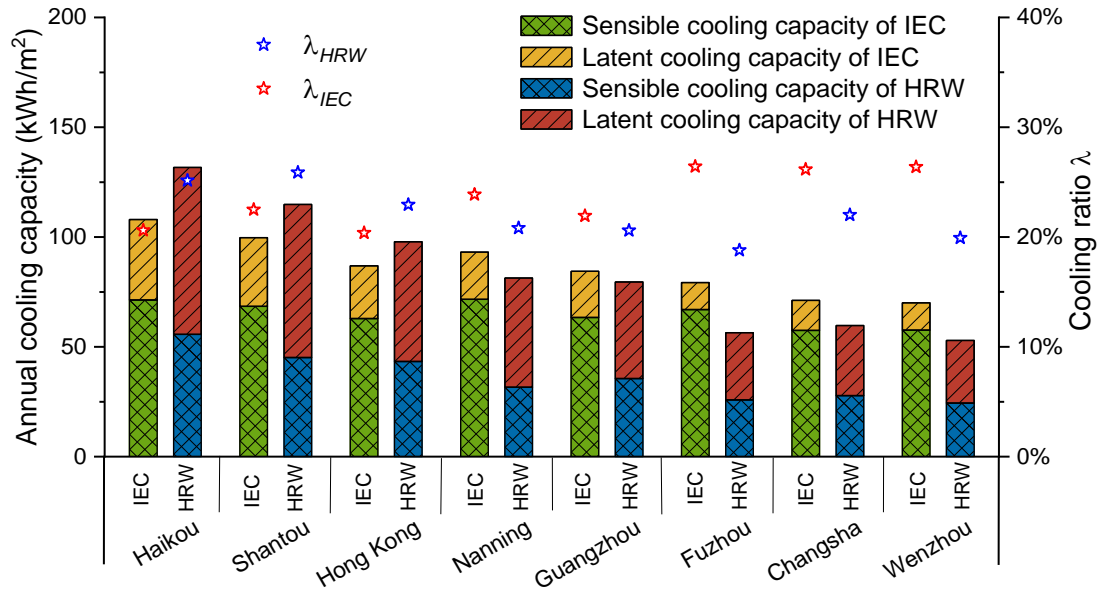 Annual cooling capacity (kWh/m²)
200
150
100
50
0
λHRW
λIEC
Sensible cooling capacity of IEC
Latent cooling capacity of IEC
Sensible cooling capacity of HRW
Latent cooling capacity of HRW
40%
30%
20%
10%
0%
Cooling ratio λ
IEC HRW IEC HRW IEC HRW IEC HRW IEC HRW IEC HRW IEC HRW IEC HRW
Haikou Shantou Hong Kong Nanning Guangzhou Fuzhou Changsha Wenzhou